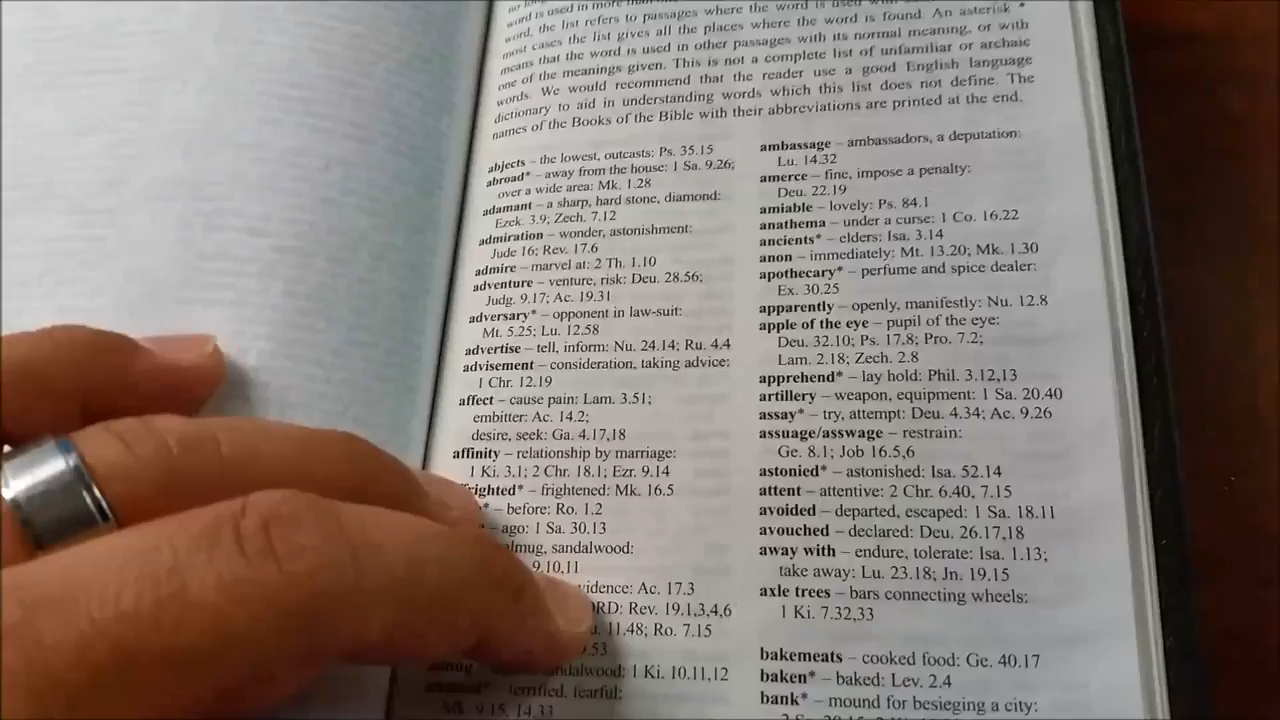 word is used in more than
word, the list refers to passages where the word is used with
most cases the list gives all the places where the word is found. An asterisk *
means that the word is used in other passages with its normal meaning, or with
one of the meanings given. This is not a complete list of unfamiliar or archaic
words. We would recommend that the reader use a good English language
dictionary to aid in understanding words which this list does not define. The
names of the Books of the Bible with their abbreviations are printed at the end.
abjects – the lowest, outcasts: Ps. 35.15
abroad* – away from the house: 1 Sa. 9.26;
over a wide area: Mk. 1.28
adamant – a sharp, hard stone, diamond:
Ezek. 3.9; Zech. 7.12
admiration – wonder, astonishment:
Jude 16; Rev. 17.6
admire – marvel at: 2 Th. 1.10
adventure – venture, risk: Deu. 28.56;
Judg. 9.17; Ac. 19.31
adversary* – opponent in law-suit:
Mt. 5.25; Lu. 12.58
advertise – tell, inform: Nu. 24.14; Ru. 4.4
advisement – consideration, taking advice:
1 Chr. 12.19
affect – cause pain: Lam. 3.51;
embitter: Ac. 14.2;
desire, seek: Ga. 4.17,18
affinity – relationship by marriage:
1 Ki. 3.1; 2 Chr. 18.1; Ezr. 9.14
frighted* – frightened: Mk. 16.5
* – before: Ro. 1.2
– ago: 1 Sa. 30.13
almug, sandalwood:
9.10,11
vidence: Ac. 17.3
ORD: Rev. 19.1,3,4,6
11.48; Ro. 7.15
.53
sandalwood; 1 Ki. 10.11,12
terrified, fearful:
Mk. 9.15, 14.33
ambassage – ambassadors, a deputation:
Lu. 14.32
amerce – fine, impose a penalty:
Deu. 22.19
amiable – lovely: Ps. 84.1
anathema – under a curse: 1 Co. 16.22
ancients* – elders: Isa. 3.14
anon – immediately: Mt. 13.20; Mk. 1.30
apothecary* – perfume and spice dealer:
Ex. 30.25
apparently – openly, manifestly: Nu. 12.8
apple of the eye – pupil of the eye:
Deu. 32.10; Ps. 17.8; Pro. 7.2;
Lam. 2.18; Zech. 2.8
apprehend* – lay hold: Phil. 3.12,13
artillery – weapon, equipment: 1 Sa. 20.40
assay* – try, attempt: Deu. 4.34; Ac. 9.26
assuage/asswage – restrain:
Ge. 8.1; Job 16.5,6
astonied* – astonished: Isa. 52.14
attent – attentive: 2 Chr. 6.40, 7.15
avoided – departed, escaped: 1 Sa. 18.11
avouched – declared: Deu. 26.17,18
away with – endure, tolerate: Isa. 1.13;
take away: Lu. 23.18; Jn. 19.15
axle trees – bars connecting wheels:
1 Ki. 7.32,33
bakemeats – cooked food: Ge. 40.17
baken* – baked: Lev. 2.4
bank* – mound for besieging a city: